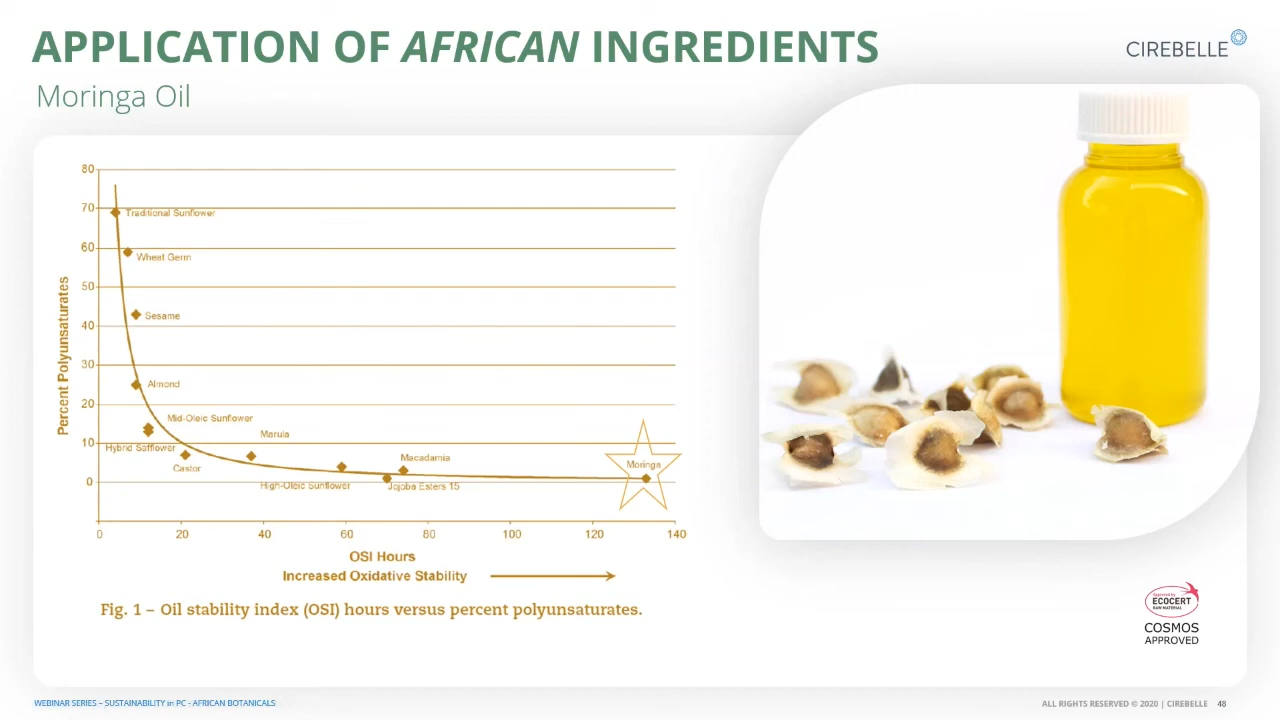 APPLICATION OF AFRICAN INGREDIENTS
CIREBELLE
Moringa Oil
Percent Polyunsaturates
80
70
60
50
40
30
20
10
0
Traditional Sunflower
Wheat Germ
Sesame
Almond
Mid-Oleic Sunflower
Hybrid Safflower
Castor
Marula
High-Oleic Sunflower
Macadamia
Jojoba Esters 15
Moringa
0 20 40 60 80 100 120 140
OSI Hours
Increased Oxidative Stability
Fig. 1 – Oil stability index (OSI) hours versus percent polyunsaturates.
Approved by
ECOCERT
RAW MATERIAL
COSMOS
APPROVED
WEBINAR SERIES – SUSTAINABILITY in PC - AFRICAN BOTANICALS
ALL RIGHTS RESERVED © 2020 | CIREBELLE 48